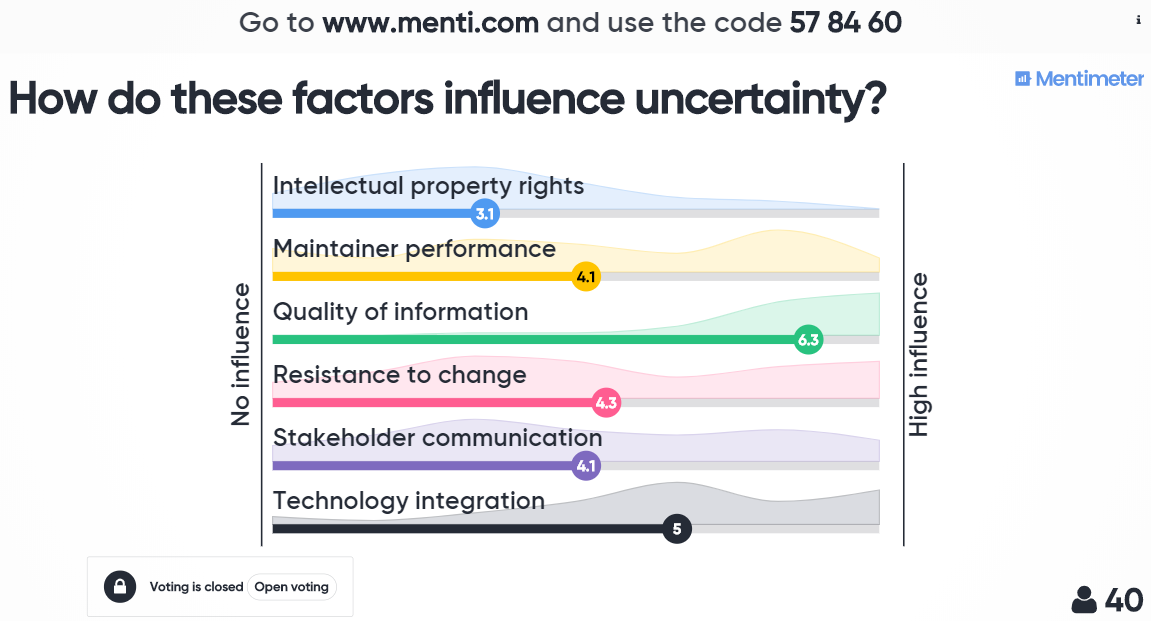 Go to www.menti.com and use the code 57 84 60
i
Mentimeter
How do these factors influence uncertainty?
No influence
High influence
Intellectual property rights
3.1
Maintainer performance
4.1
Quality of information
6.3
Resistance to change
4.3
Stakeholder communication
4.1
Technology integration
5
Voting is closed Open voting
40